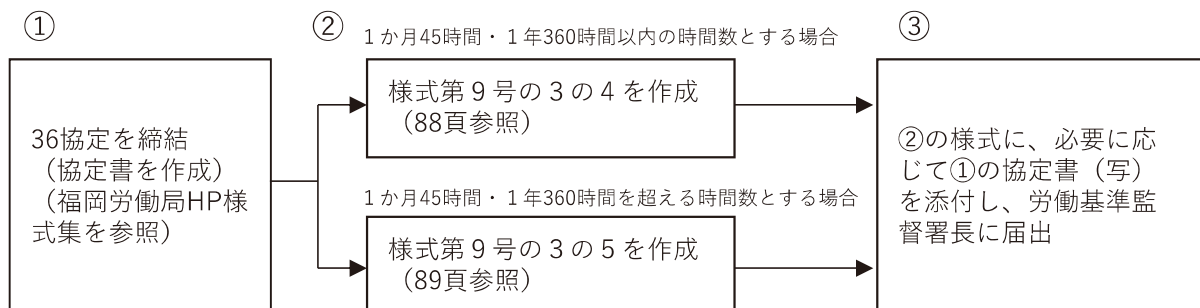 ①
36協定を締結
（協定書を作成）
（福岡労働局HP様
式集を参照）
②
１か月45時間・１年360時間以内の時間数とする場合
様式第９号の３の４を作成
（88頁参照）
１か月45時間・１年360時間を超える時間数とする場合
様式第９号の３の５を作成
（89頁参照）
③
②の様式に、必要に応
じて①の協定書（写）
を添付し、労働基準監
督署長に届出